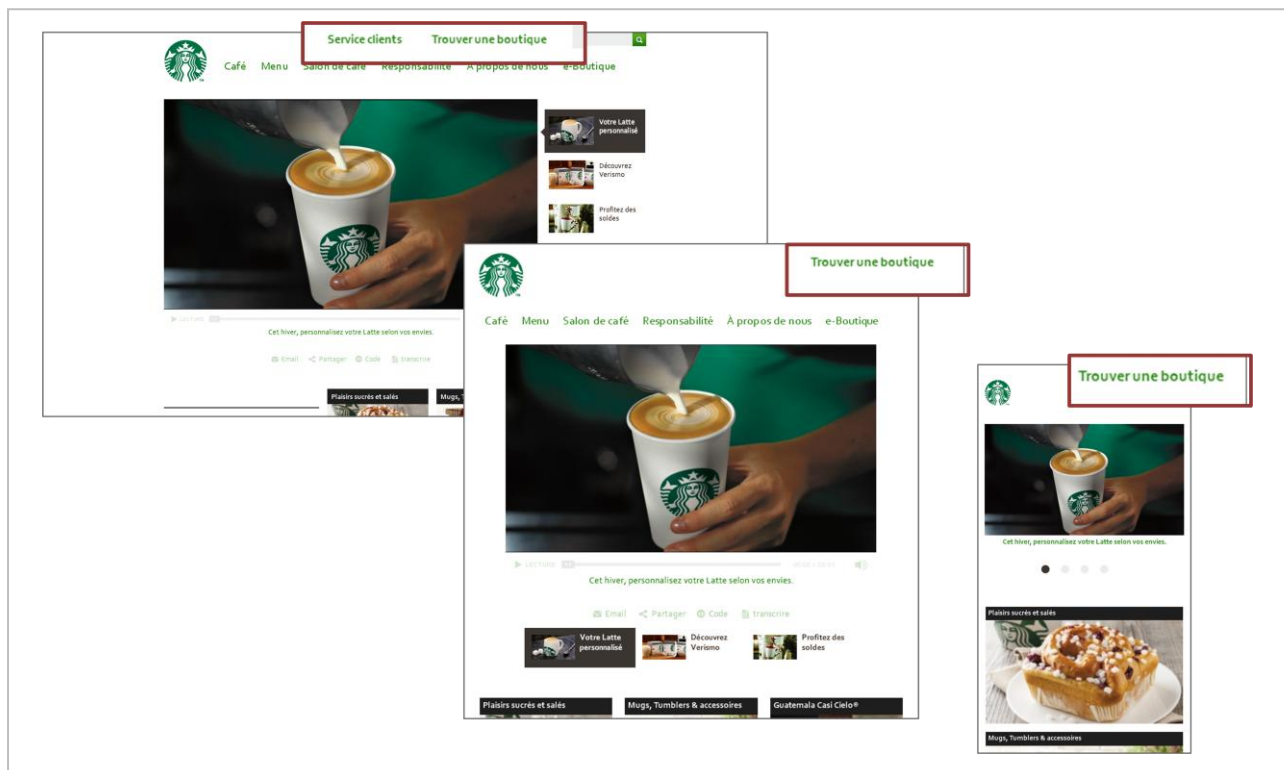 Service clients Trouver une boutique
Café Menu Salon de café Responsabilité À propos de nous e-Boutique
Votre Latte
personnalisé
Découvrez
Verismo
Profitez des
soldes
LECTURE
Cet hiver, personnalisez votre Latte selon vos envies.
Email Partager Code transcrire
Plaisirs sucrés et salés Mugs, T
Trouver une boutique
Café Menu Salon de café Responsabilité À propos de nous e-Boutique
LECTURE
Cet hiver, personnalisez votre Latte selon vos envies.
Email Partager Code transcrire
Votre Latte
personnalisé
Découvrez
Verismo
Profitez des
soldes
Plaisirs sucrés et salés Mugs, Tumblers & accessoires Guatemala Casi Cielo®
Trouver une boutique
Cet hiver, personnalisez votre Latte selon vos envies.
Plaisirs sucrés et salés
Mugs, Tumblers & accessoires